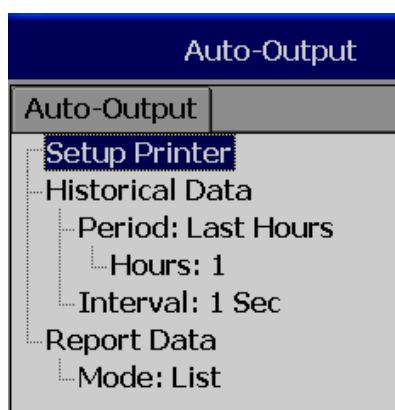 Auto-Output
Auto-Output
Setup Printer
Historical Data
Period: Last Hours
Hours: 1
Interval: 1 Sec
Report Data
Mode: List